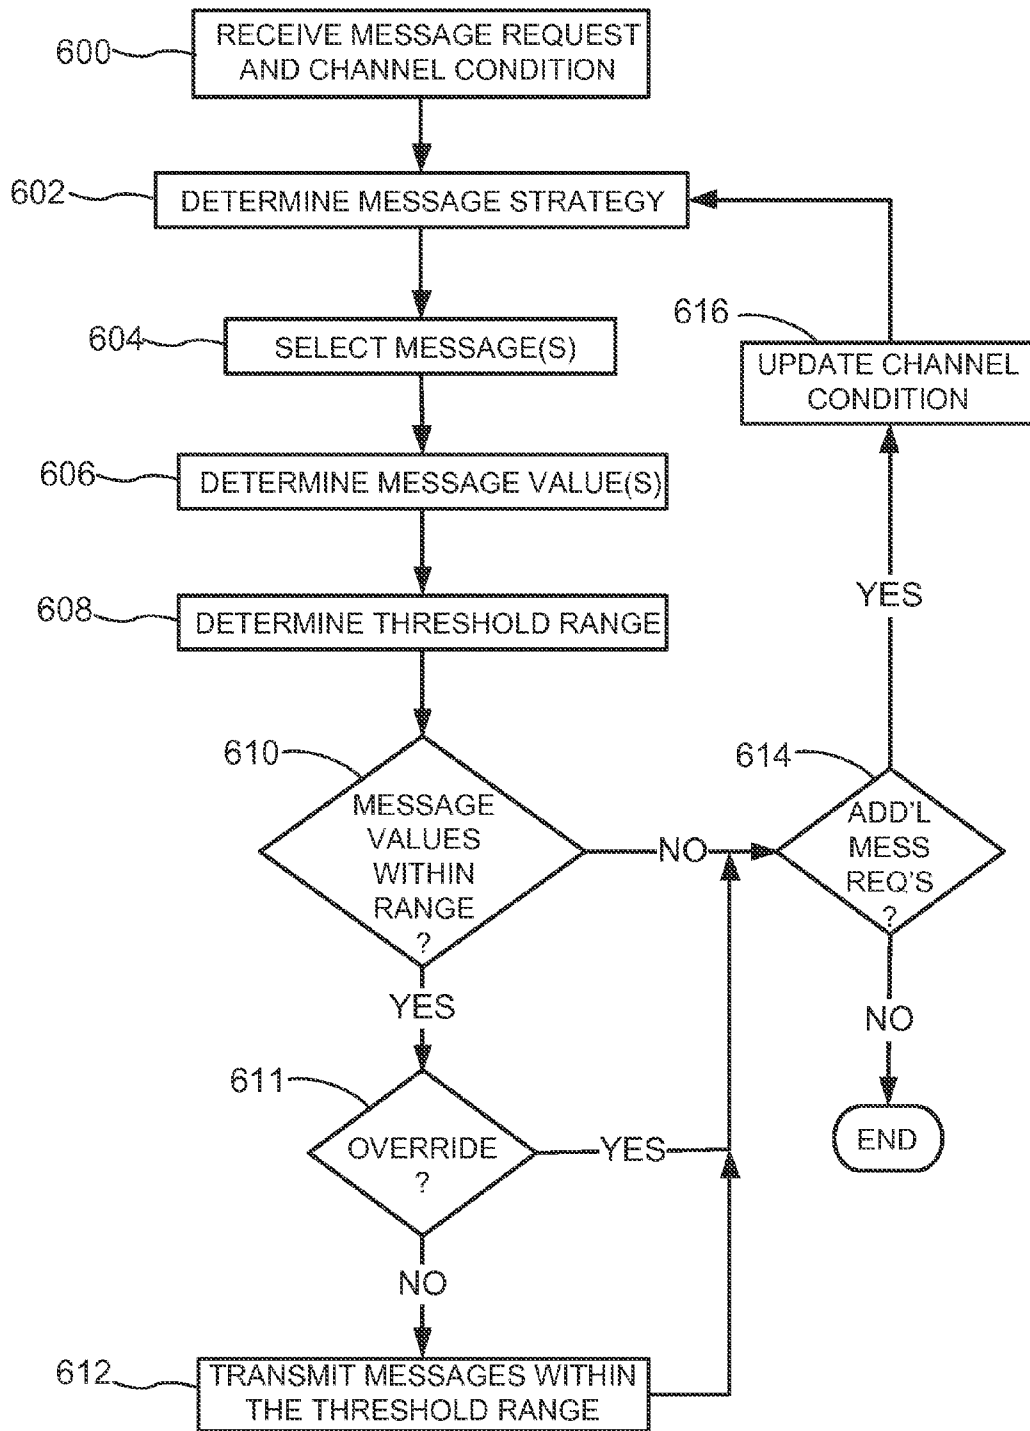 600
RECEIVE MESSAGE REQUEST
AND CHANNEL CONDITION
602
DETERMINE MESSAGE STRATEGY
604
SELECT MESSAGE(S)
616
UPDATE CHANNEL
CONDITION
606
DETERMINE MESSAGE VALUE(S)
608
DETERMINE THRESHOLD RANGE
YES
610
MESSAGE
VALUES
WITHIN
RANGE
?
NO
614
ADD'L
MESS
REQ'S
?
YES
NO
611
OVERRIDE
?
YES
END
NO
612
TRANSMIT MESSAGES WITHIN
THE THRESHOLD RANGE